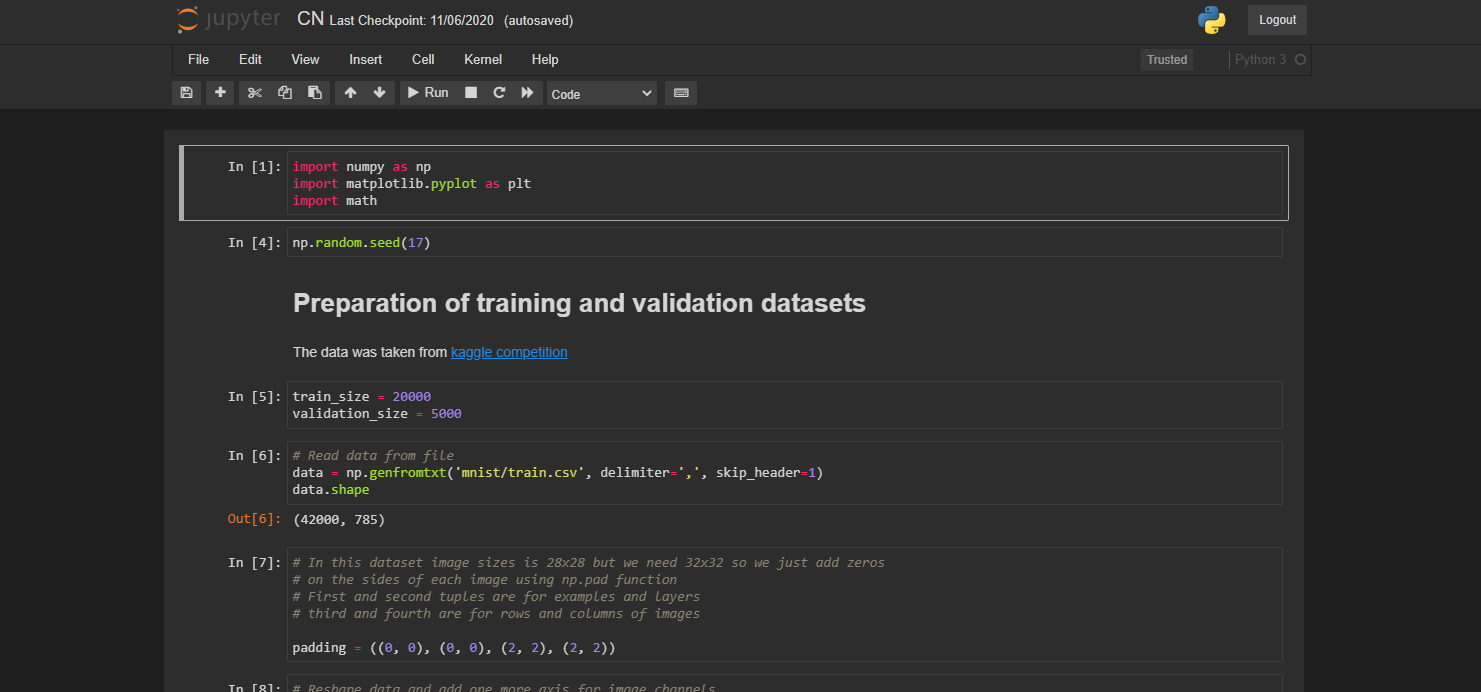 jupyter CN Last Checkpoint: 11/06/2020 (autosaved)
Logout
File Edit View Insert Cell Kernel Help
Trusted Python 3
Run Code
In [1]: import numpy as np
import matplotlib.pyplot as plt
import math
In [4]: np.random.seed(17)
Preparation of training and validation datasets
The data was taken from kaggle competition
In [5]: train_size = 20000
validation_size = 5000
In [6]: # Read data from file
data = np.genfromtxt('mnist/train.csv', delimiter=',', skip_header=1)
data.shape
Out[6]: (42000, 785)
In [7]: # In this dataset image sizes is 28x28 but we need 32x32 so we just add zeros
# on the sides of each image using np.pad function
# First and second tuples are for examples and layers
# third and fourth are for rows and columns of images
padding = ((0, 0), (0, 0), (2, 2), (2, 2))
In [8]: # Reshape data and add one more axis for image channels